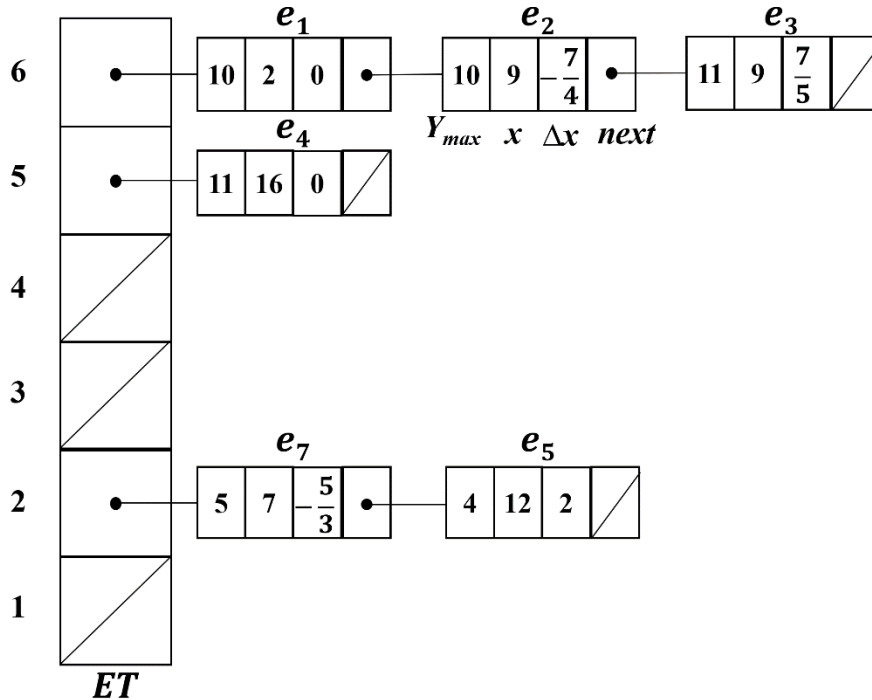 e₁ e₂ e₃
6 10 2 0 10 9 −7/4 11 9 7/5
Y_max x Δx next
e₄
5 11 16 0
4
3
e₇ e₅
2 5 7 −5/3 4 12 2
1
ET